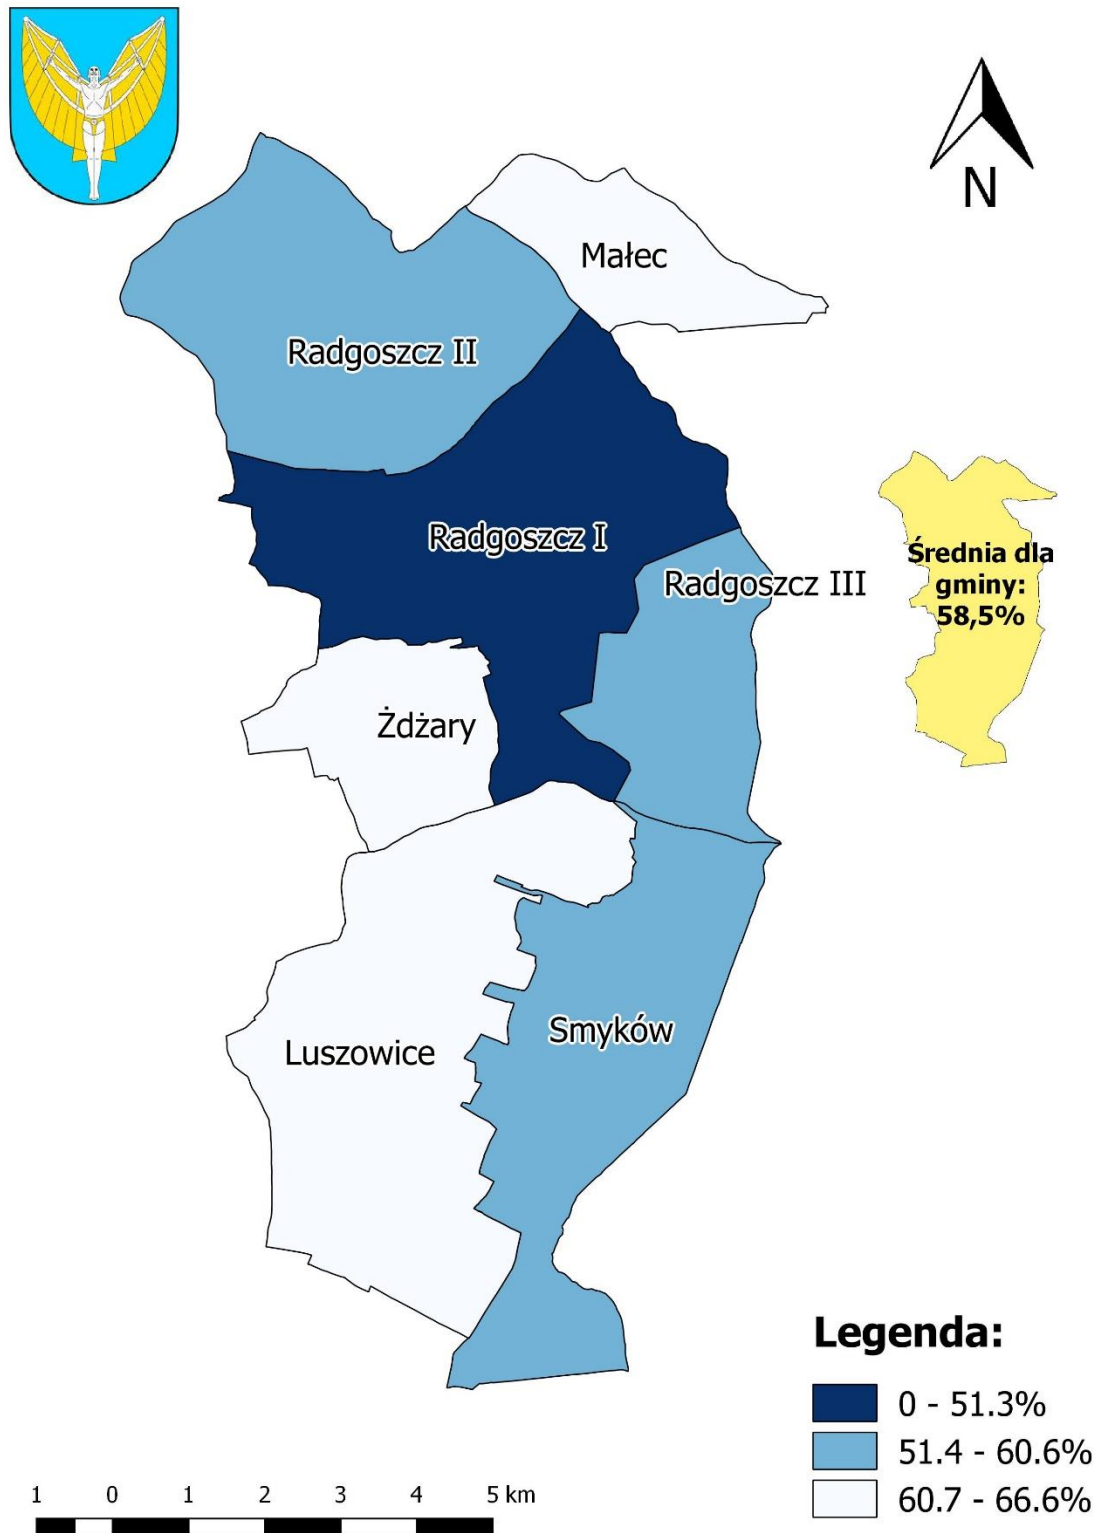 N
Małec
Radgoszcz II
Radgoszcz I
Radgoszcz III
Średnia dla
gminy:
58,5%
Żdżary
Smyków
Luszowice
Legenda:
0 - 51.3%
51.4 - 60.6%
60.7 - 66.6%
1 0 1 2 3 4 5 km